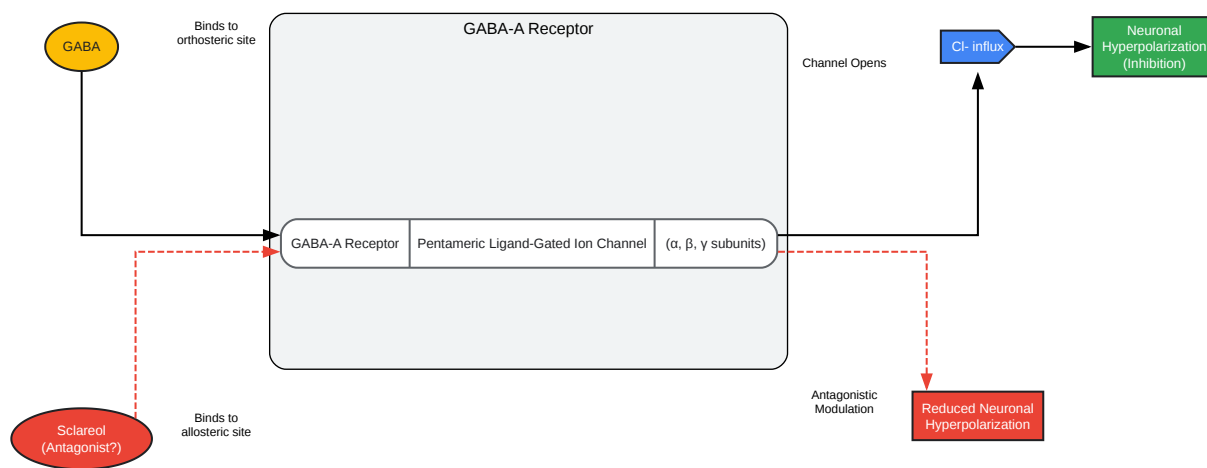 GABA-A Receptor
GABA
Binds to
orthosteric site
Channel Opens
Cl- influx
Neuronal
Hyperpolarization
(Inhibition)
GABA-A Receptor
Pentameric Ligand-Gated Ion Channel
(α, β, γ subunits)
Sclareol
(Antagonist?)
Binds to
allosteric site
Antagonistic
Modulation
Reduced Neuronal
Hyperpolarization